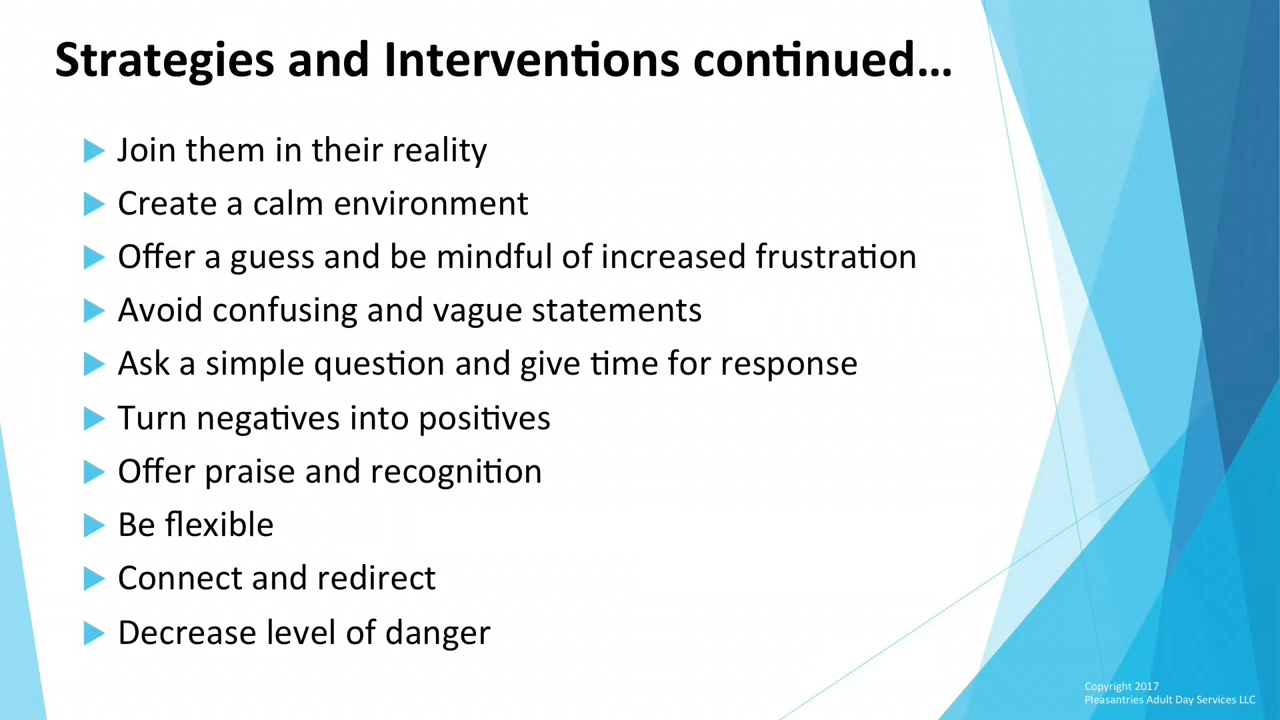 Strategies and Interventions continued...
Join them in their reality
Create a calm environment
Offer a guess and be mindful of increased frustration
Avoid confusing and vague statements
Ask a simple question and give time for response
Turn negatives into positives
Offer praise and recognition
Be flexible
Connect and redirect
Decrease level of danger
Copyright 2017
Pleasantries Adult Day Services LLC